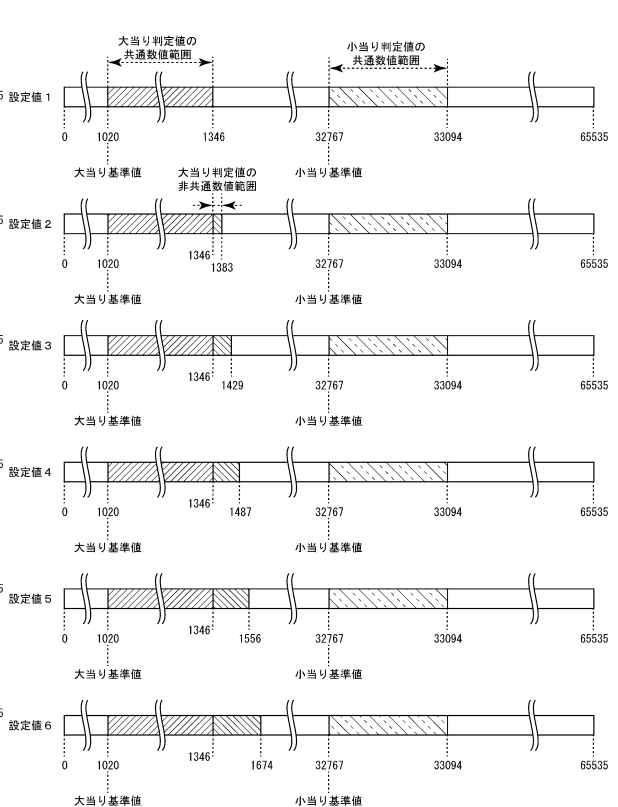 大当り判定値の
共通数値範囲
小当り判定値の
共通数値範囲
設定値1
0 1020 1346 32767 33094 65535
大当り基準値 小当り基準値
大当り判定値の
非共通数値範囲
設定値2
0 1020 1346 1383 32767 33094 65535
大当り基準値 小当り基準値
設定値3
0 1020 1346 1429 32767 33094 65535
大当り基準値 小当り基準値
設定値4
0 1020 1346 1487 32767 33094 65535
大当り基準値 小当り基準値
設定値5
0 1020 1346 1556 32767 33094 65535
大当り基準値 小当り基準値
設定値6
0 1020 1346 1674 32767 33094 65535
大当り基準値 小当り基準値